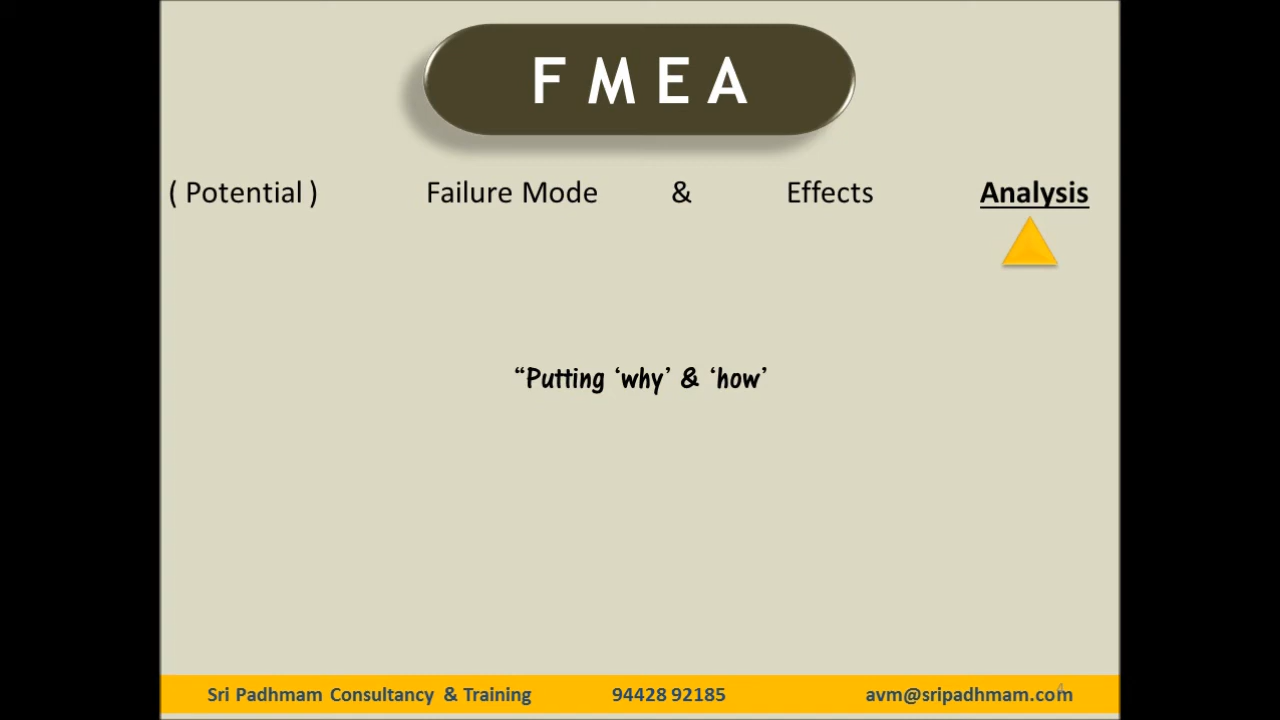 F M E A
( Potential ) Failure Mode & Effects Analysis
“Putting ‘why’ & ‘how’
Sri Padhmam Consultancy & Training 94428 92185 avm@sripadhmam.com